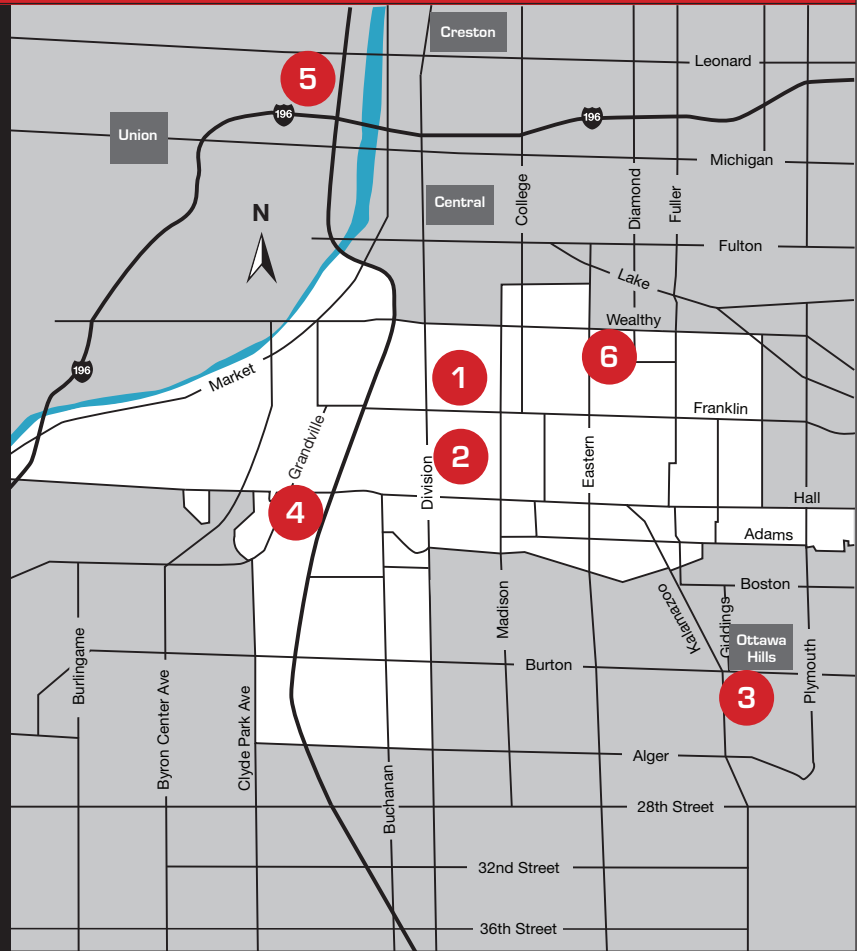 Creston
Leonard
5
196
196
Union
Michigan
College
Diamond
Fuller
Central
N
Fulton
Lake
Wealthy
6
196
1
Market
Franklin
Grandville
2
Division
Eastern
Hall
4
Adams
Boston
Madison
Kalamazoo
Giddings
Ottawa
Hills
Burlingame
Burton
Plymouth
3
Byron Center Ave
Clyde Park Ave
Alger
Buchanan
28th Street
32nd Street
36th Street